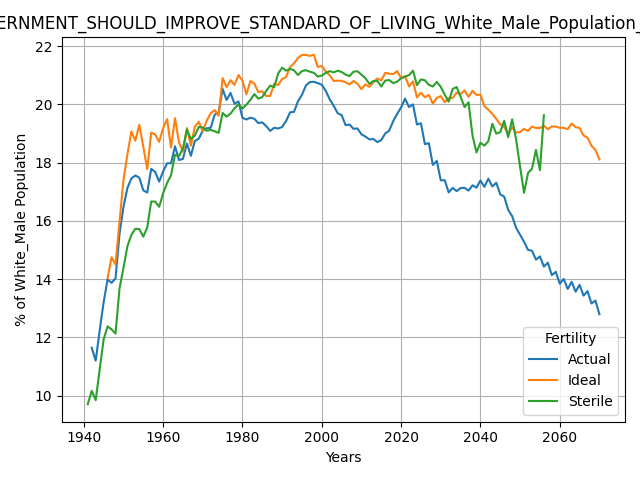 ERNMENT_SHOULD_IMPROVE_STANDARD_OF_LIVING_White_Male_Population_
% of White_Male Population
22
20
18
16
14
12
10
1940
1960
1980
2000
2020
2040
2060
Years
Fertility
Actual
Ideal
Sterile